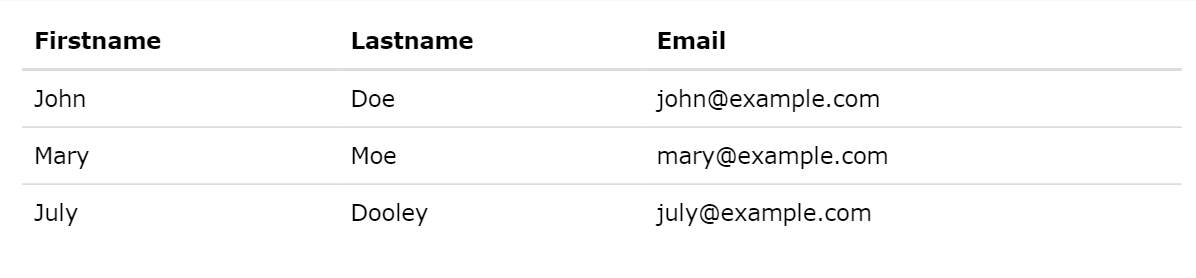 Firstname Lastname Email
John Doe john@example.com
Mary Moe mary@example.com
July Dooley july@example.com